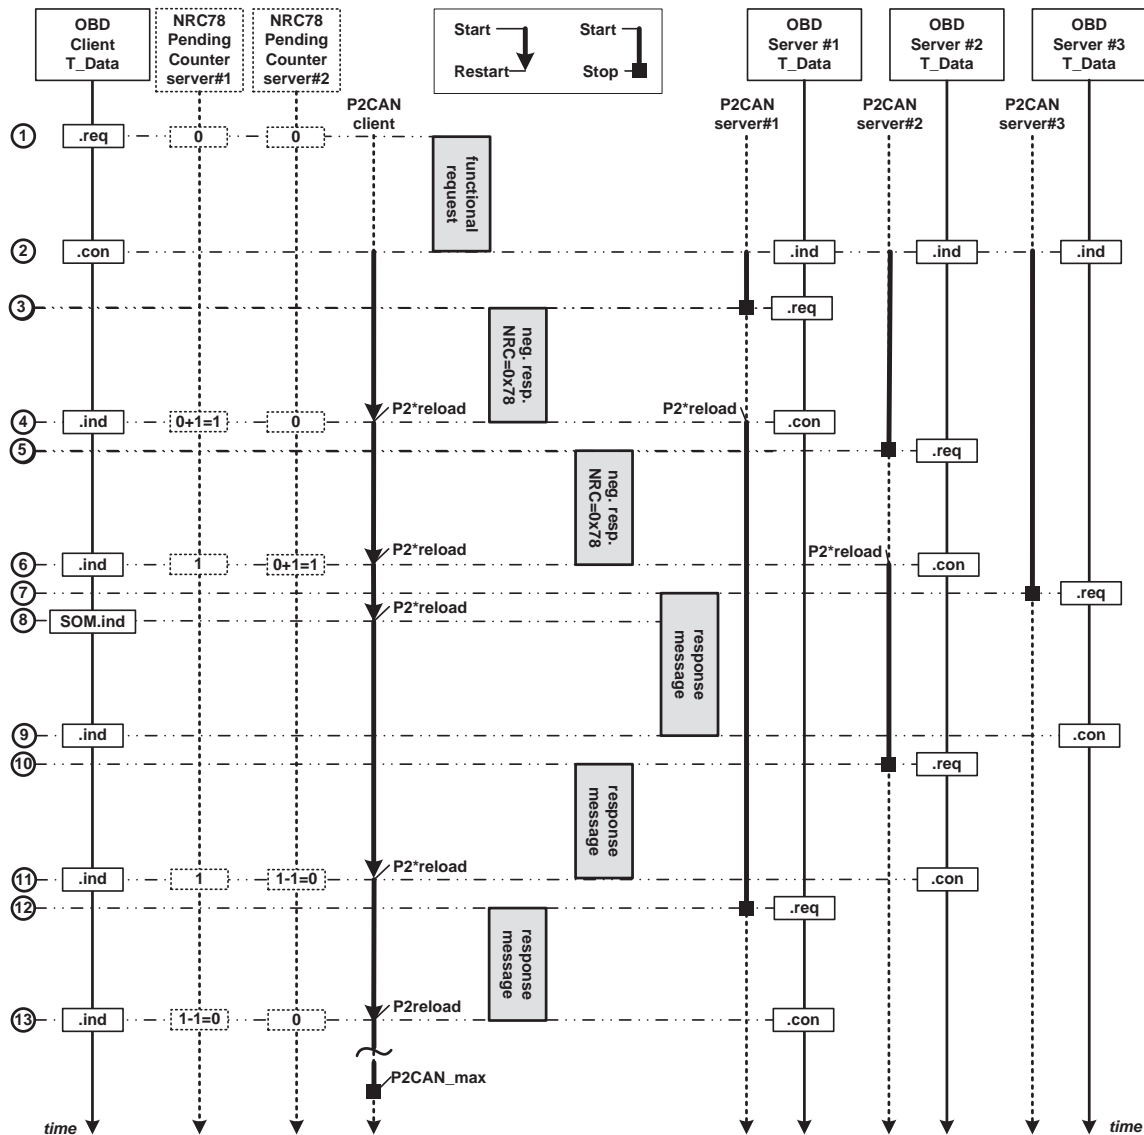 OBD
Client
T_Data
NRC78
Pending
Counter
server#1
NRC78
Pending
Counter
server#2
Start
Restart
Start
Stop
OBD
Server #1
T_Data
OBD
Server #2
T_Data
OBD
Server #3
T_Data
P2CAN
client
P2CAN
server#1
P2CAN
server#2
P2CAN
server#3
1
.req
0
0
functional
request
2
.con
.ind
.ind
.ind
3
.req
neg. resp.
NRC=0x78
4
.ind
0+1=1
0
P2*reload
P2*reload
.con
5
.req
neg. resp.
NRC=0x78
6
.ind
1
0+1=1
P2*reload
P2*reload
.con
7
.req
8
SOM.ind
P2*reload
response
message
9
.ind
.con
10
.req
response
message
11
.ind
1
1-1=0
P2*reload
.con
12
.req
response
message
13
.ind
1-1=0
0
P2reload
.con
P2CAN_max
time
time